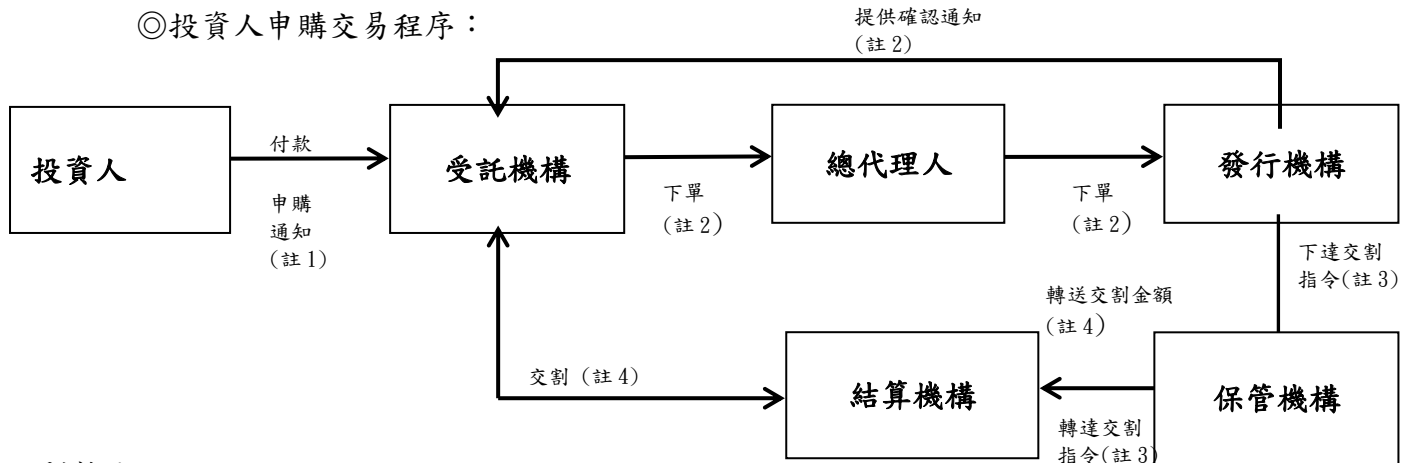 ◎投資人申購交易程序：
提供確認通知
(註 2)
投資人
付款
申購
通知
(註 1)
受託機構
下單
(註 2)
總代理人
下單
(註 2)
發行機構
下達交割
指令(註 3)
轉送交割金額
(註 4)
交割 (註 4)
結算機構
轉達交割
指令(註 3)
保管機構